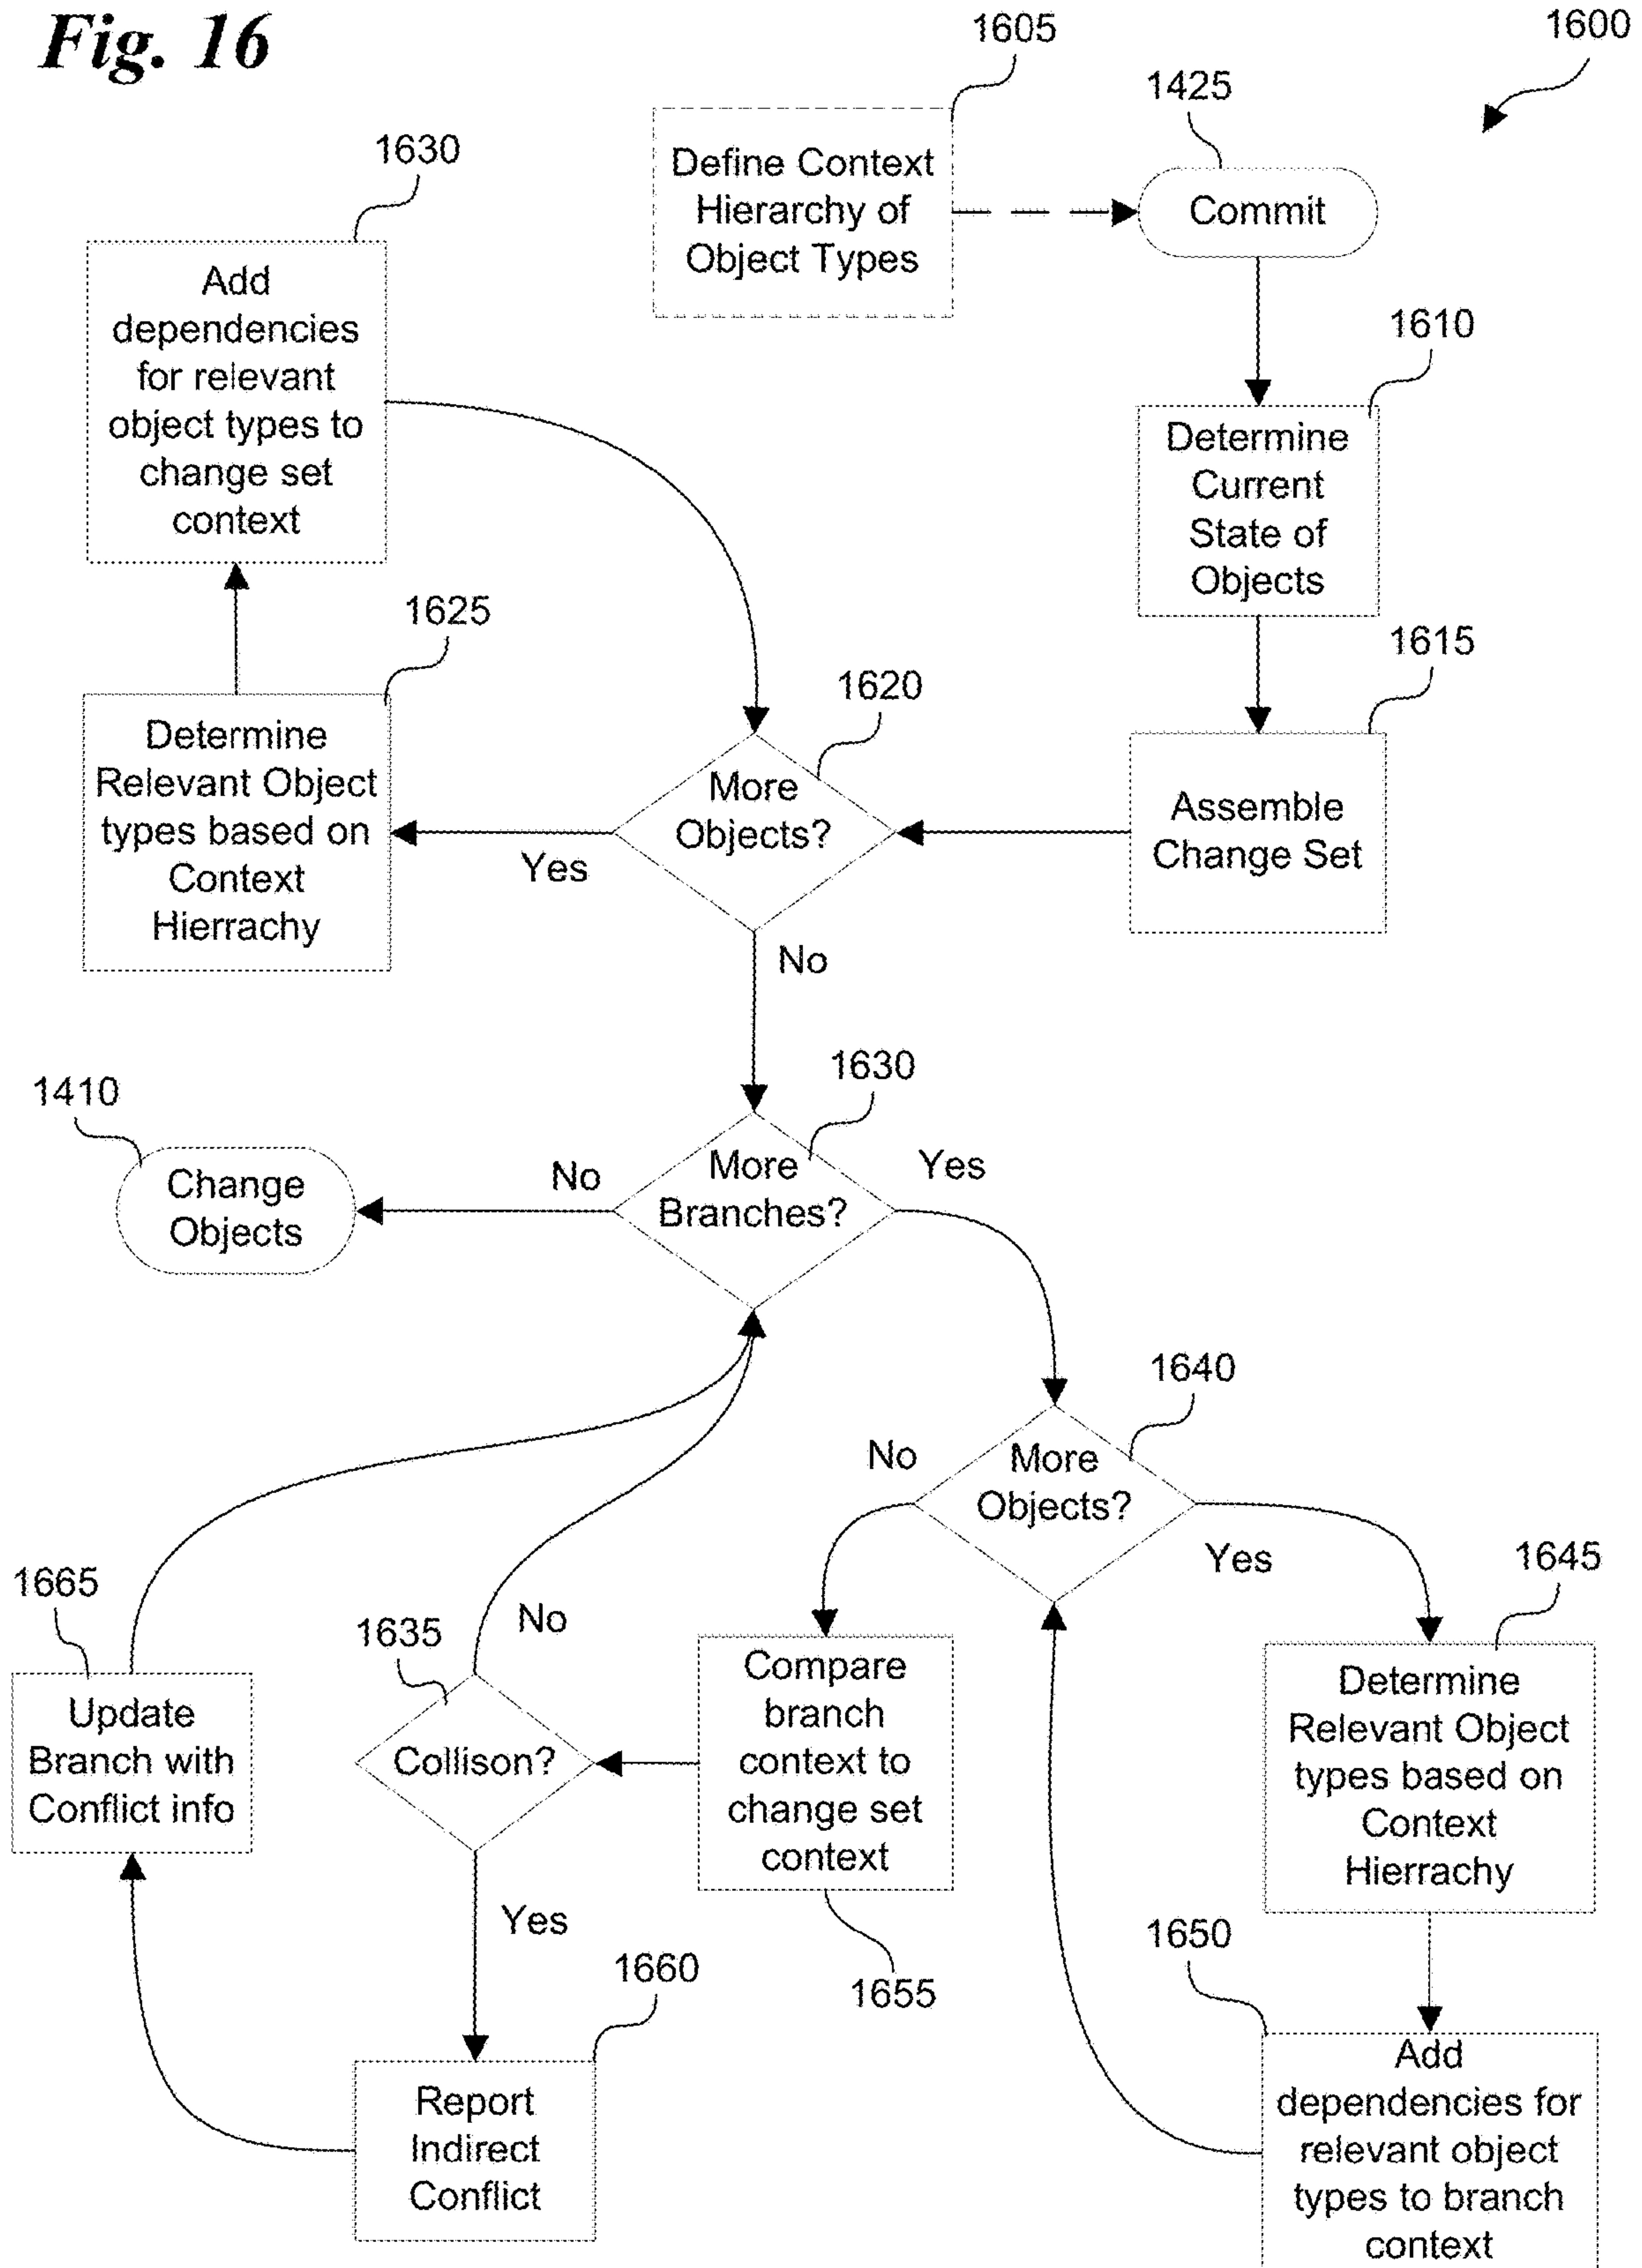 Fig. 16
1605
1600
1425
Define Context
Hierarchy of
Object Types
Commit
1630
Add
dependencies
for relevant
object types to
change set
context
1610
Determine
Current
State of
Objects
1625
Determine
Relevant Object
types based on
Context
Hierrachy
1620
More
Objects?
Yes
No
1615
Assemble
Change Set
1410
Change
Objects
No
1630
More
Branches?
Yes
1640
More
Objects?
No
Yes
1665
Update
Branch with
Conflict info
1635
No
Collison?
Yes
Compare
branch
context to
change set
context
1655
1645
Determine
Relevant Object
types based on
Context
Hierrachy
1660
Report
Indirect
Conflict
1650
Add
dependencies for
relevant object
types to branch
context